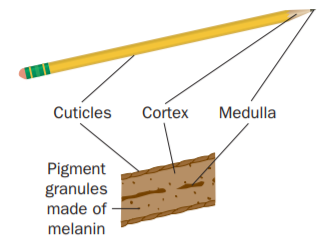 Cuticles Cortex Medulla
Pigment
granules
made of
melanin